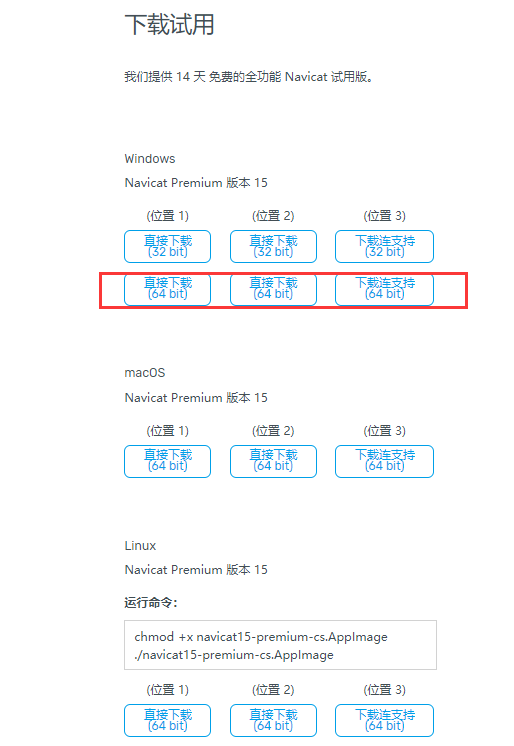 下载试用
我们提供 14 天 免费的全功能 Navicat 试用版。
Windows
Navicat Premium 版本 15
(位置 1) (位置 2) (位置 3)
直接下载 直接下载 下载连支持
(32 bit) (32 bit) (32 bit)
直接下载 直接下载 下载连支持
(64 bit) (64 bit) (64 bit)
macOS
Navicat Premium 版本 15
(位置 1) (位置 2) (位置 3)
直接下载 直接下载 下载连支持
(64 bit) (64 bit) (64 bit)
Linux
Navicat Premium 版本 15
运行命令：
chmod +x navicat15-premium-cs.AppImage
./navicat15-premium-cs.AppImage
(位置 1) (位置 2) (位置 3)
直接下载 直接下载 下载连支持
(64 bit) (64 bit) (64 bit)